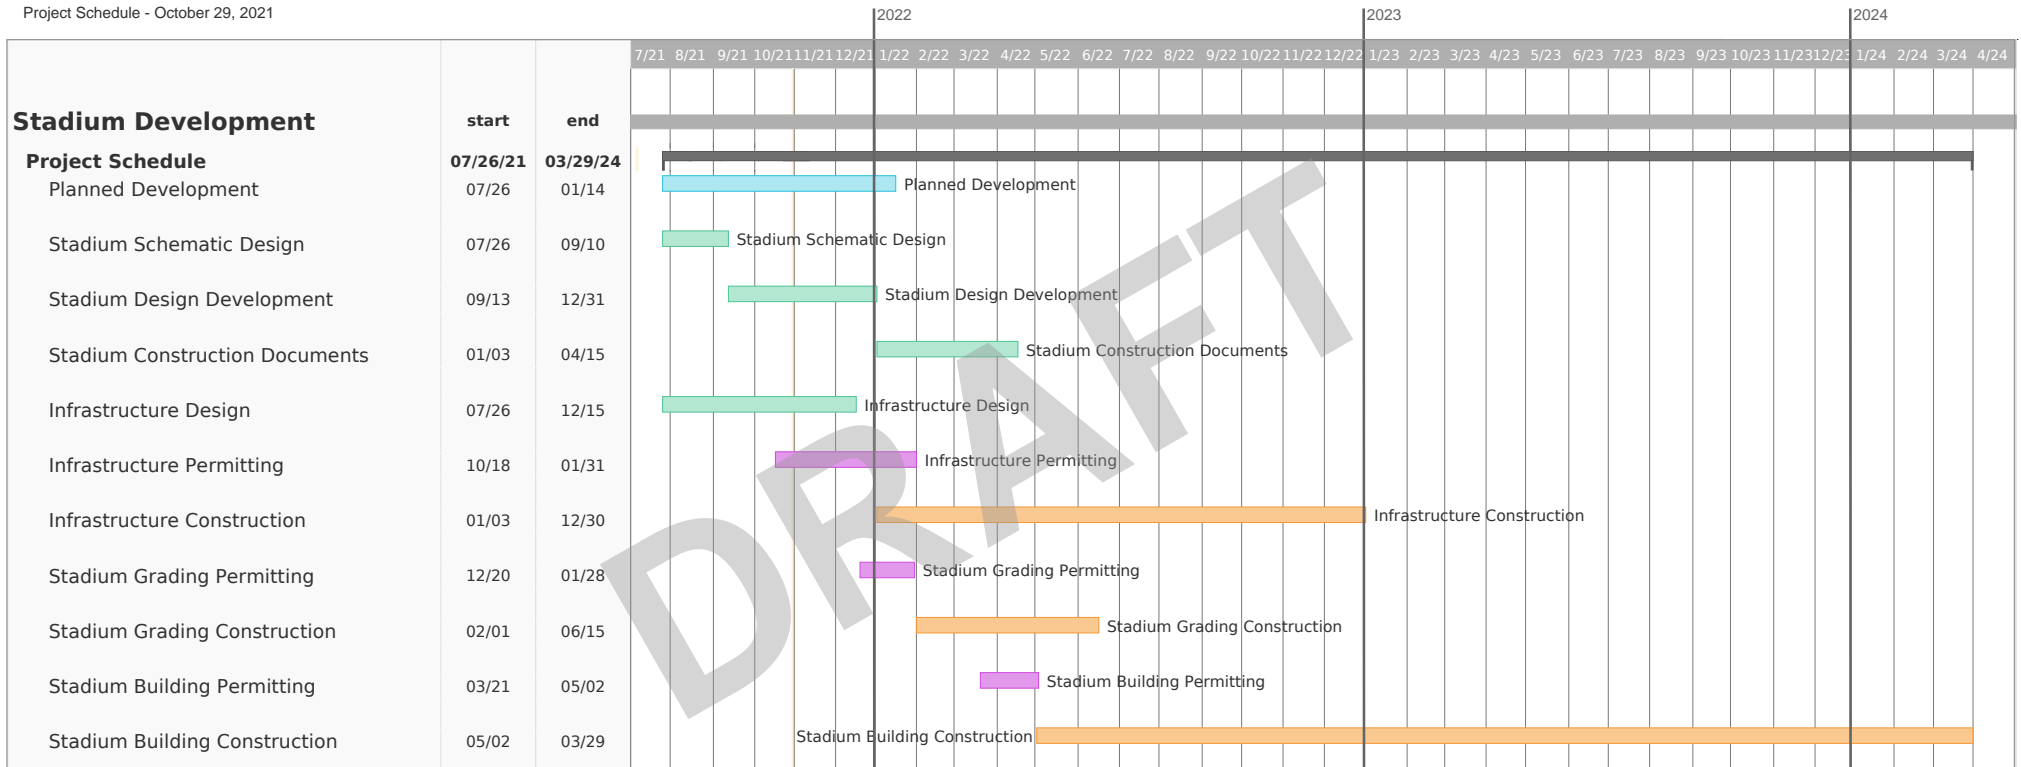 Project Schedule - October 29, 2021
2022 2023 2024
7/21 8/21 9/21 10/21 11/21 12/21 1/22 2/22 3/22 4/22 5/22 6/22 7/22 8/22 9/22 10/22 11/22 12/22 1/23 2/23 3/23 4/23 5/23 6/23 7/23 8/23 9/23 10/23 11/23 12/23 1/24 2/24 3/24 4/24
Stadium Development start end
Project Schedule 07/26/21 03/29/24
Planned Development 07/26 01/14 Planned Development
Stadium Schematic Design 07/26 09/10 Stadium Schematic Design
Stadium Design Development 09/13 12/31 Stadium Design Development
Stadium Construction Documents 01/03 04/15 Stadium Construction Documents
Infrastructure Design 07/26 12/15 Infrastructure Design
Infrastructure Permitting 10/18 01/31 Infrastructure Permitting
Infrastructure Construction 01/03 12/30 Infrastructure Construction
Stadium Grading Permitting 12/20 01/28 Stadium Grading Permitting
Stadium Grading Construction 02/01 06/15 Stadium Grading Construction
Stadium Building Permitting 03/21 05/02 Stadium Building Permitting
Stadium Building Construction 05/02 03/29 Stadium Building Construction
DRAFT